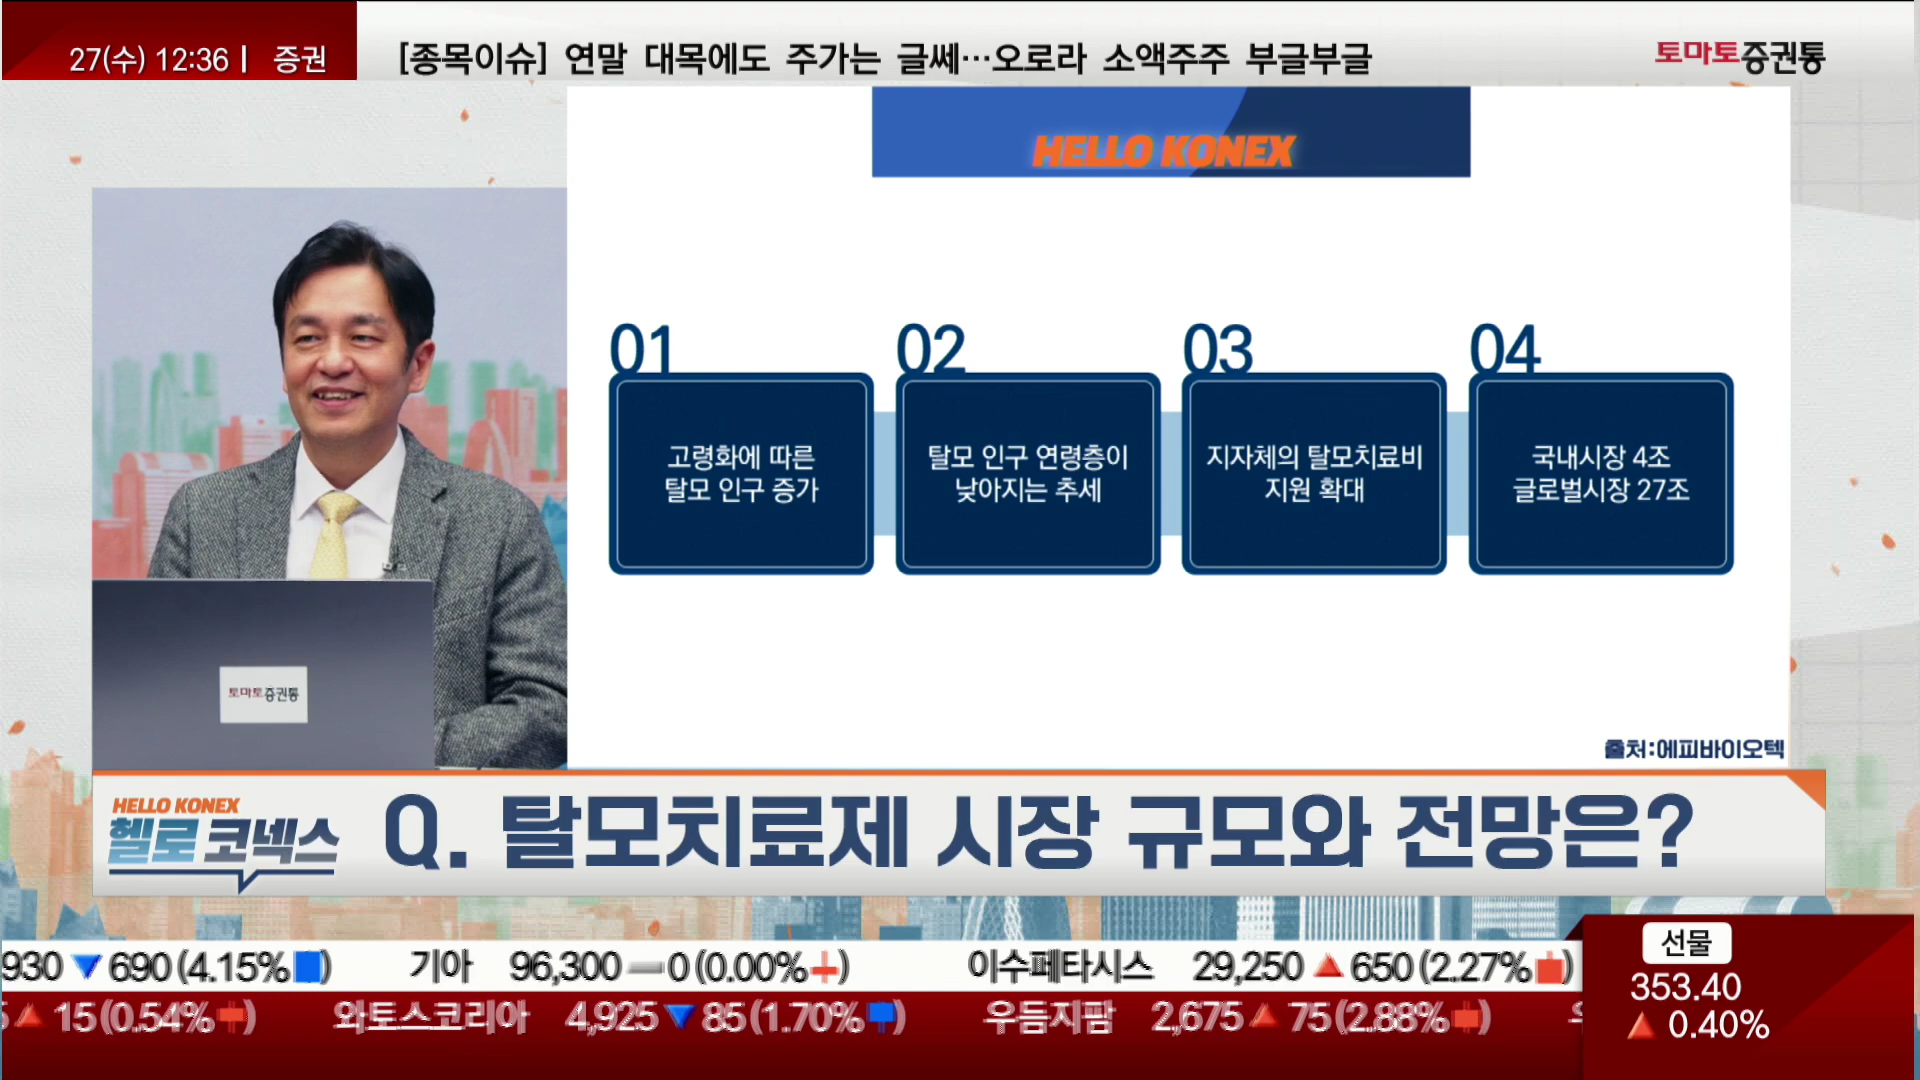 27(수) 12:36 | 증권
[종목이슈] 연말 대목에도 주가는 글쎄…오로라 소액주주 부글부글
토마토증권통
HELLO KONEX
01
고령화에 따른
탈모 인구 증가
02
탈모 인구 연령층이
낮아지는 추세
03
지자체의 탈모치료비
지원 확대
04
국내시장 4조
글로벌시장 27조
토마토증권통
출처:에피바이오텍
HELLO KONEX
헬로코넥스
Q. 탈모치료제 시장 규모와 전망은?
930 ▼ 690 (4.15%) 기아 96,300 0 (0.00%) 이수페타시스 29,250 ▲ 650 (2.27%)
▲ 15 (0.54%) 와토스코리아 4,925 ▼ 85 (1.70%) 우듬지팜 2,675 ▲ 75 (2.88%)
선물
353.40
▲ 0.40%